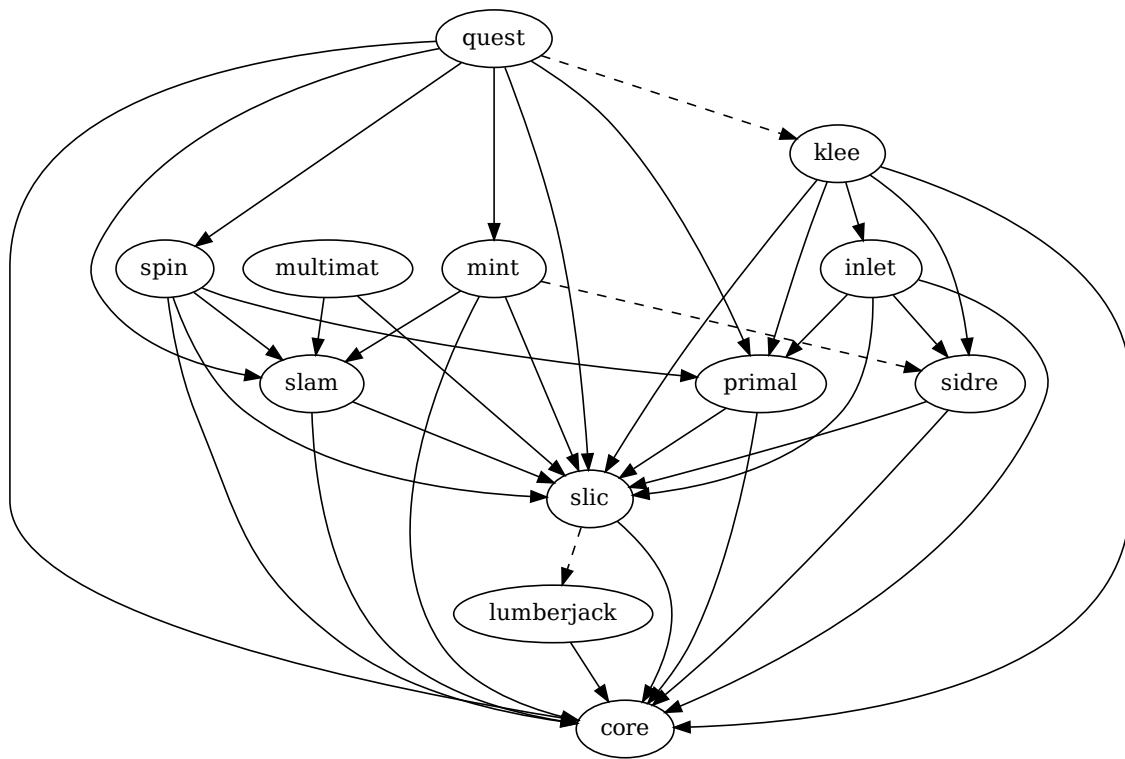 quest
klee
spin
multimat
mint
inlet
slam
primal
sidre
slic
lumberjack
core